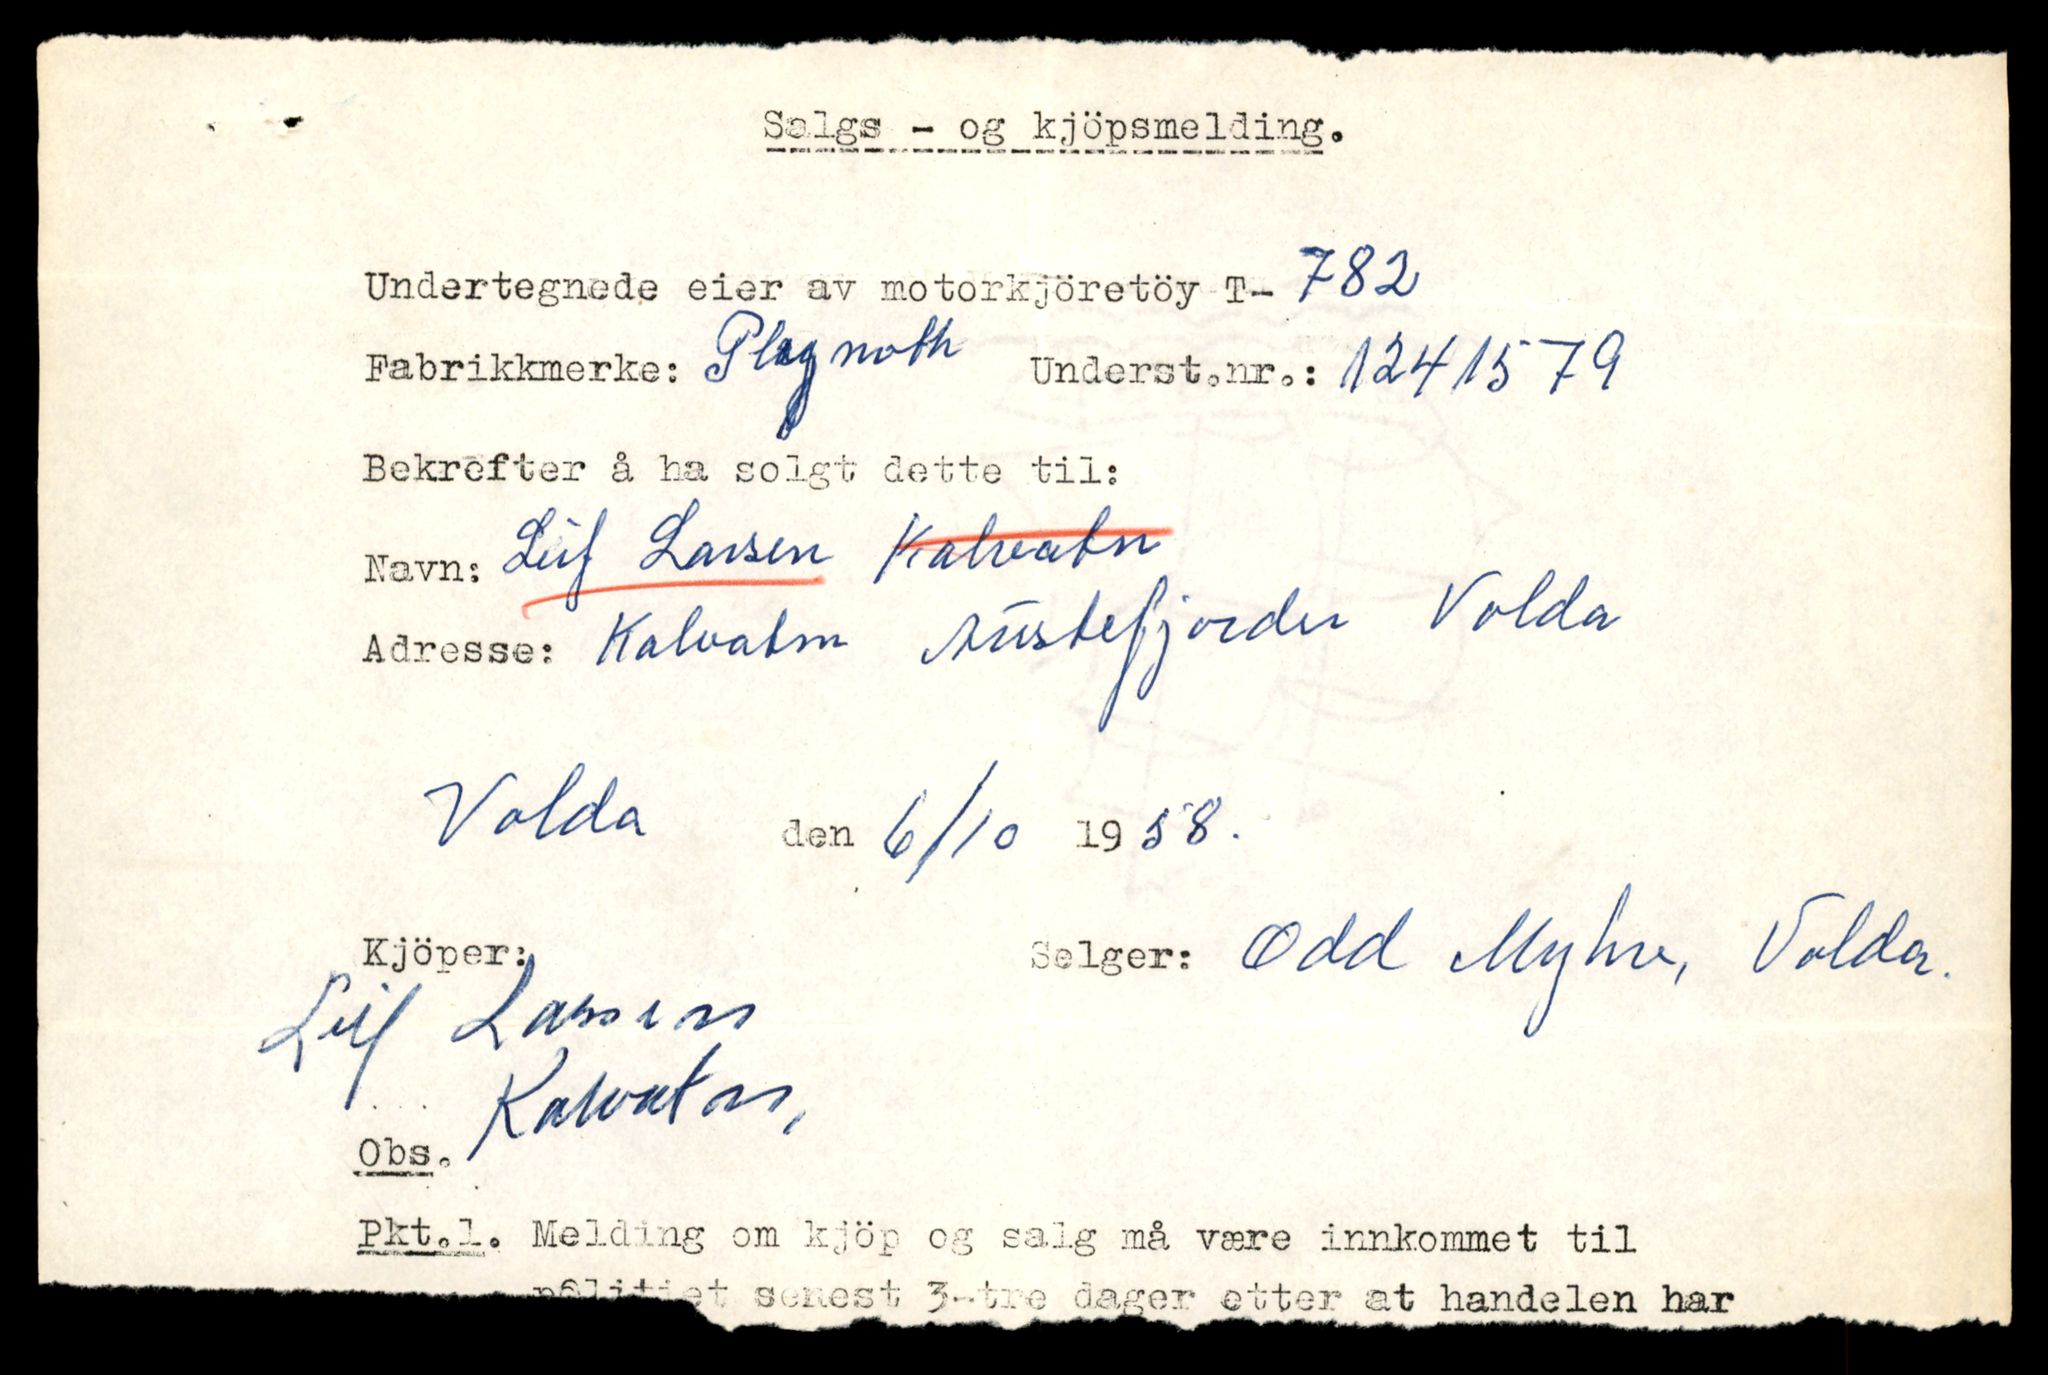 Salgs - og kjöpsmelding.
Undertegnede eier av motorkjöretöy T- 782
Fabrikkmerke: Plygmoth Underst.nr.: 1241579
Bekrefter å ha solgt dette til:
Navn: Leif Larsen Kalvatn
Adresse: Kalvatn Austefjorden Volda
Volda den 6/10 1958.
Kjöper: Selger: Odd Myhre, Volda.
Leif Larsen
Kalvatn,
Obs.
Pkt.1. Melding om kjöp og salg må være innkommet til
politiet senest 3-tre dager etter at handelen har